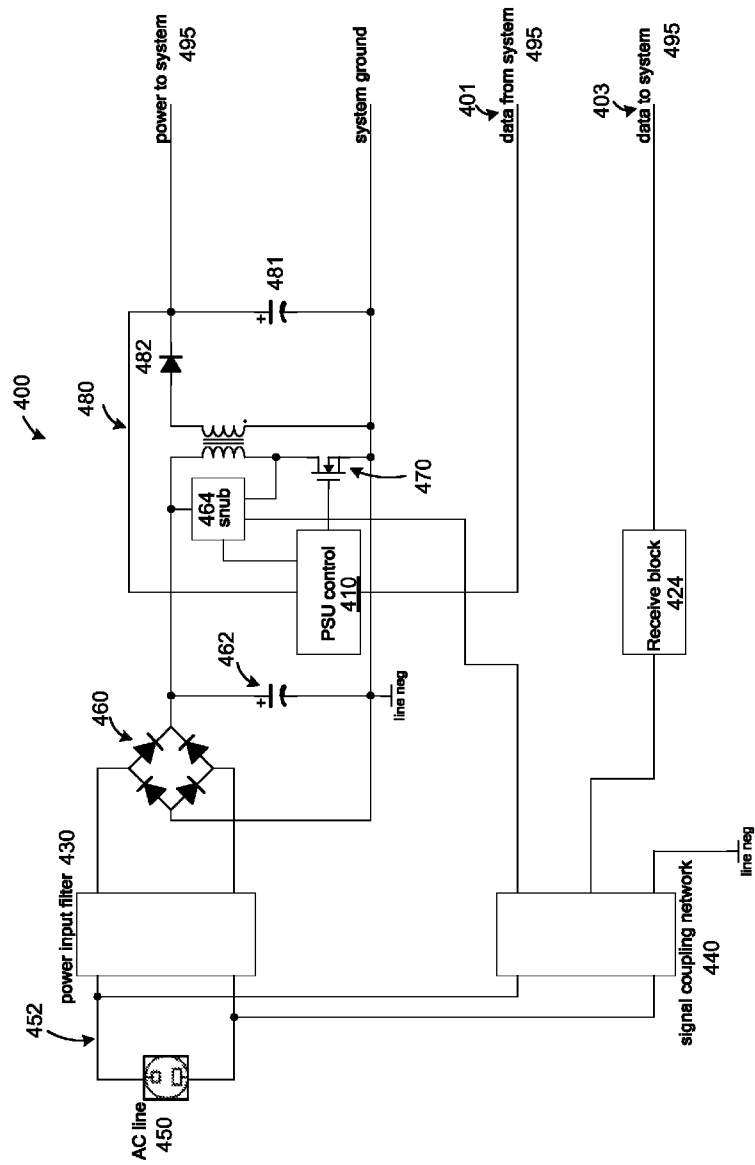 400
power to system
495
system ground
401
data from system
495
403
data to system
495
480
482
+
481
464
snub
470
PSU control
410
462
+
line neg
460
Receive block
424
power input filter 430
452
AC line
450
signal coupling network
440
line neg